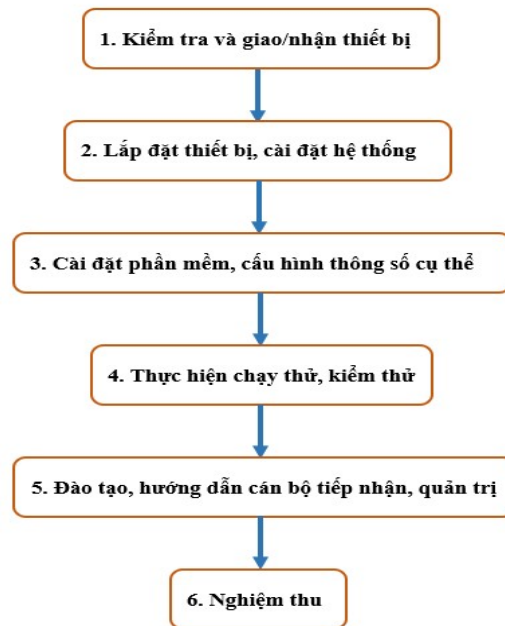 1. Kiểm tra và giao/nhận thiết bị
2. Lắp đặt thiết bị, cài đặt hệ thống
3. Cài đặt phần mềm, cấu hình thông số cụ thể
4. Thực hiện chạy thử, kiểm thử
5. Đào tạo, hướng dẫn cán bộ tiếp nhận, quản trị
6. Nghiệm thu